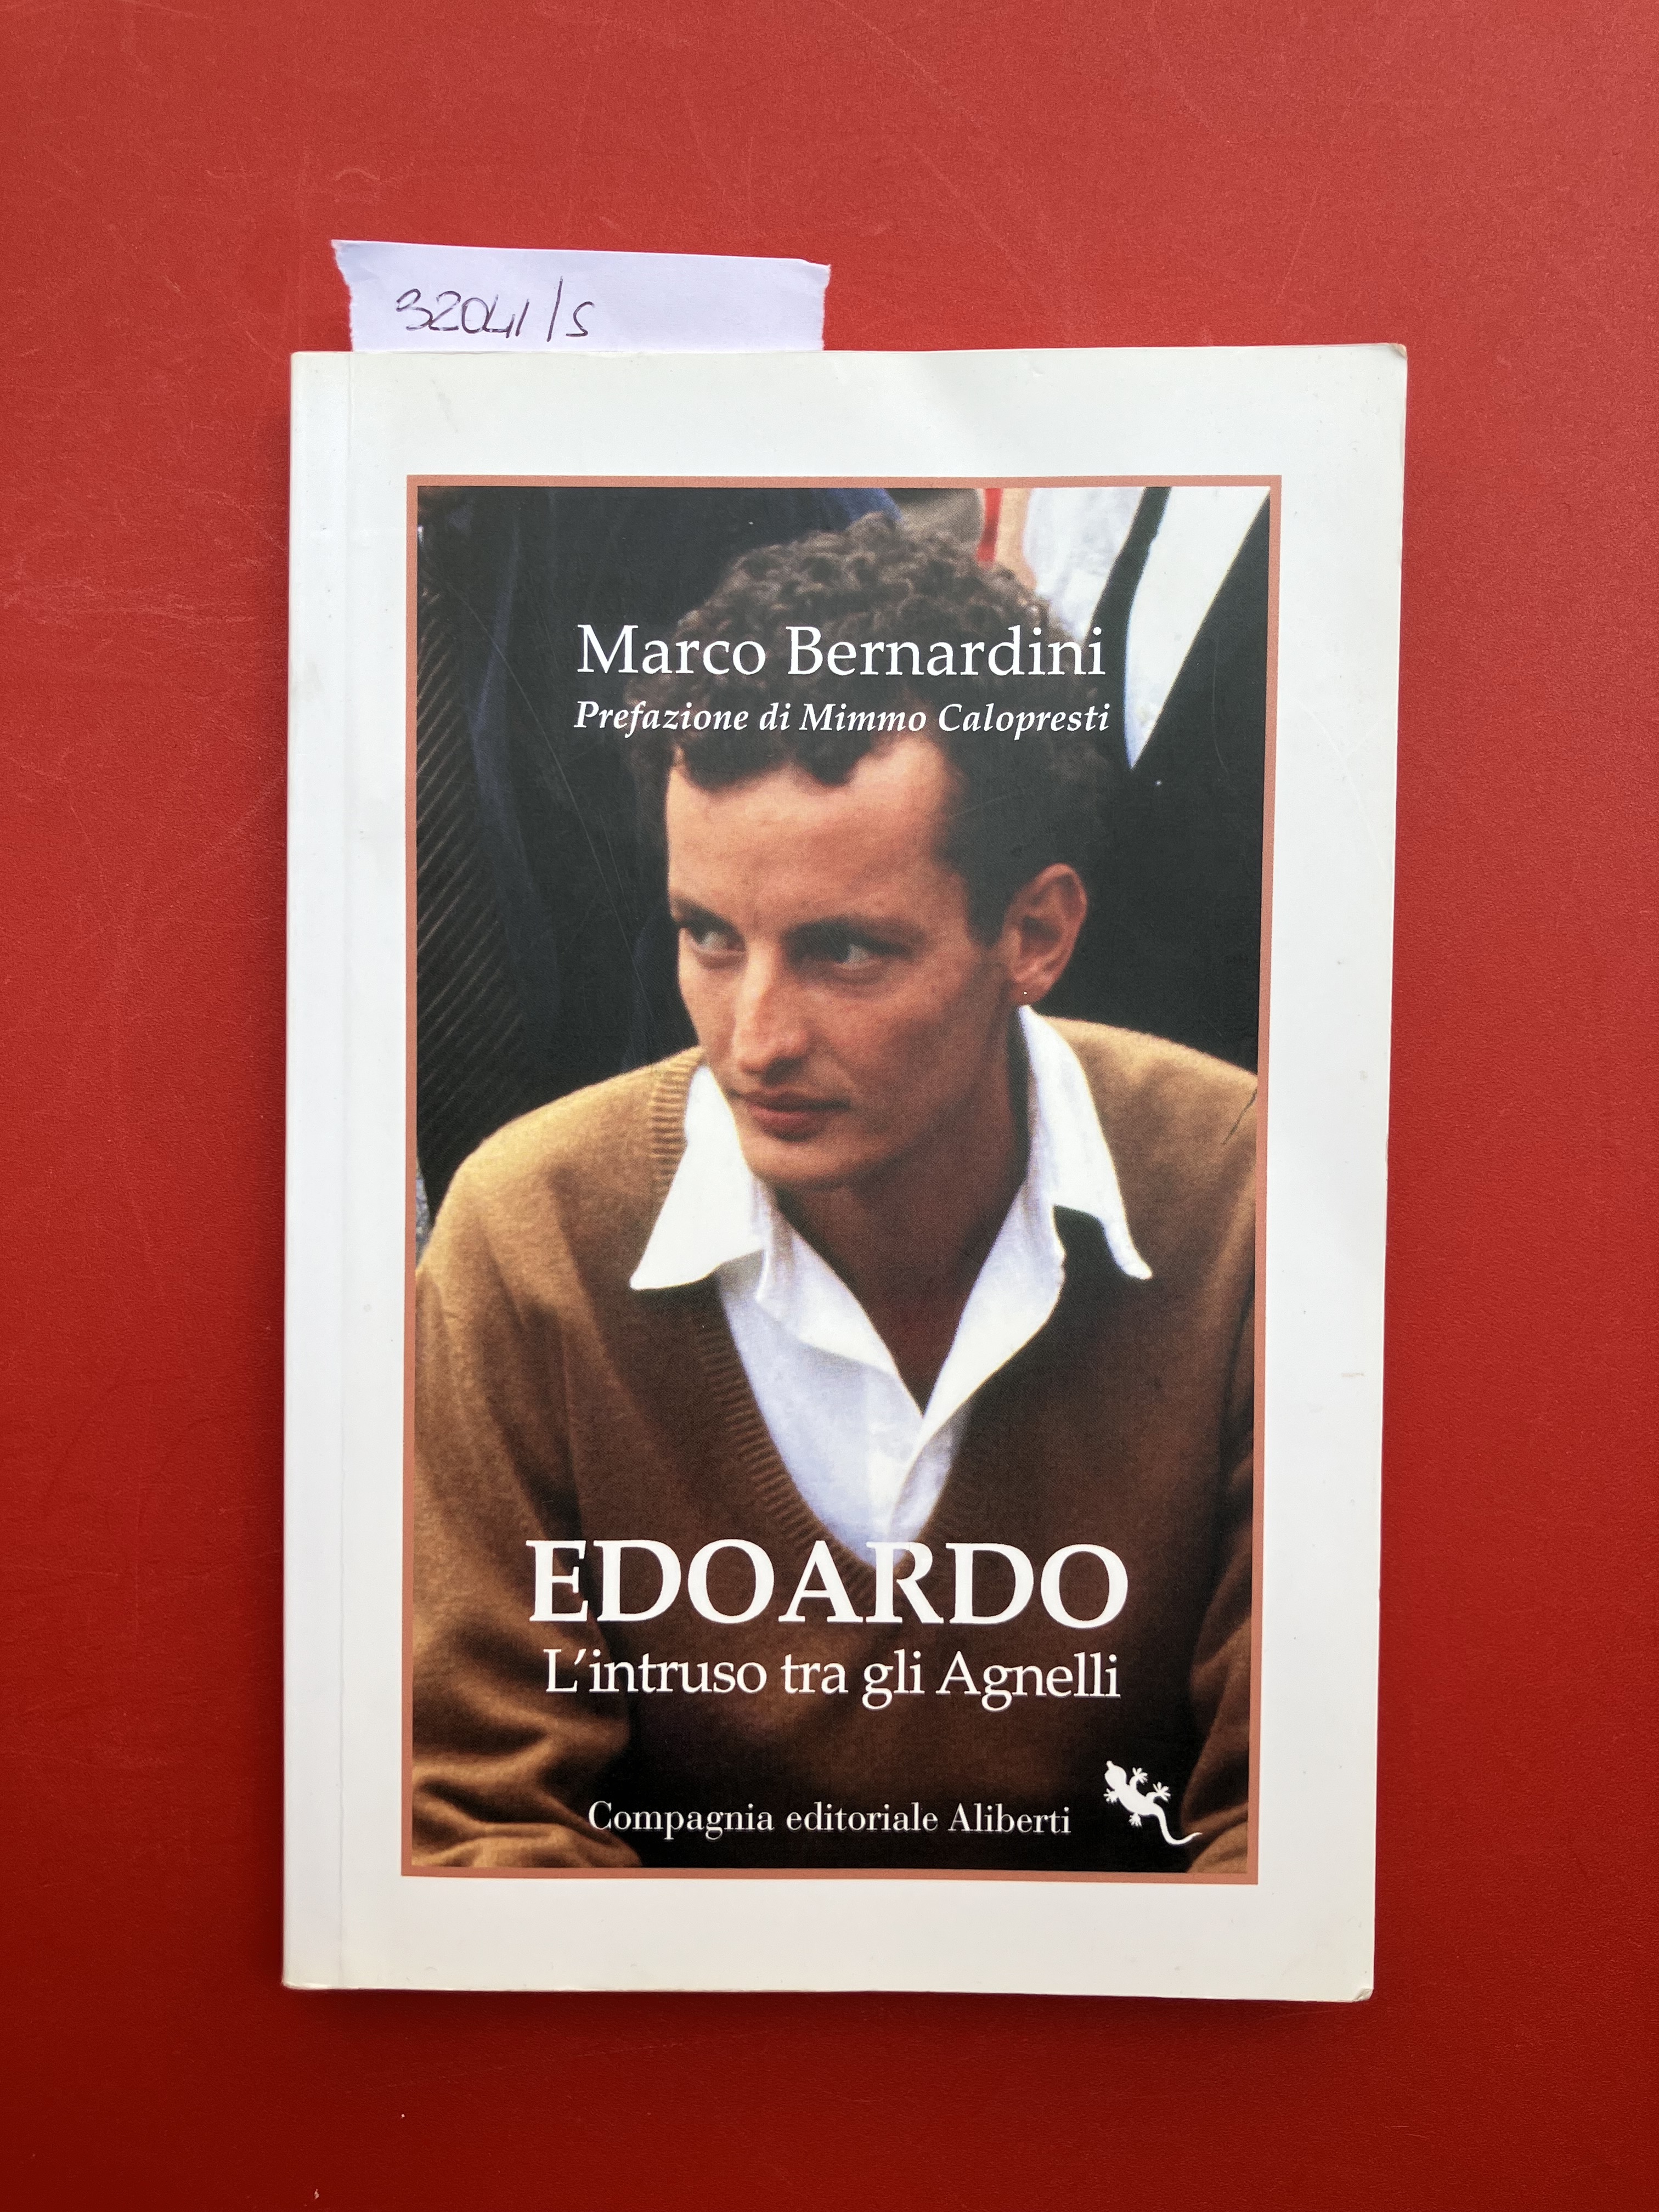 32041/S
Marco Bernardini
Prefazione di Mimmo Calopresti
EDOARDO
L'intruso tra gli Agnelli
Compagnia editoriale Aliberti